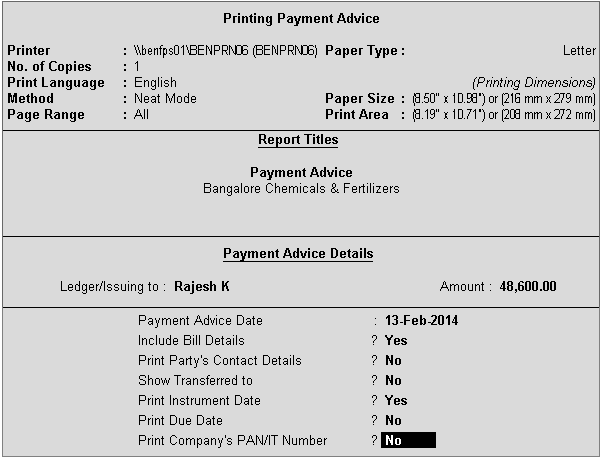 Printing Payment Advice
Printer : \\benfps01\BENPRN06 (BENPRN06) Paper Type : Letter
No. of Copies : 1
Print Language : English (Printing Dimensions)
Method : Neat Mode Paper Size : (8.50" x 10.98") or (216 mm x 279 mm)
Page Range : All Print Area : (8.19" x 10.71") or (208 mm x 272 mm)
Report Titles
Payment Advice
Bangalore Chemicals & Fertilizers
Payment Advice Details
Ledger/Issuing to : Rajesh K Amount : 48,600.00
Payment Advice Date : 13-Feb-2014
Include Bill Details ? Yes
Print Party's Contact Details ? No
Show Transferred to ? No
Print Instrument Date ? Yes
Print Due Date ? No
Print Company's PAN/IT Number ? No